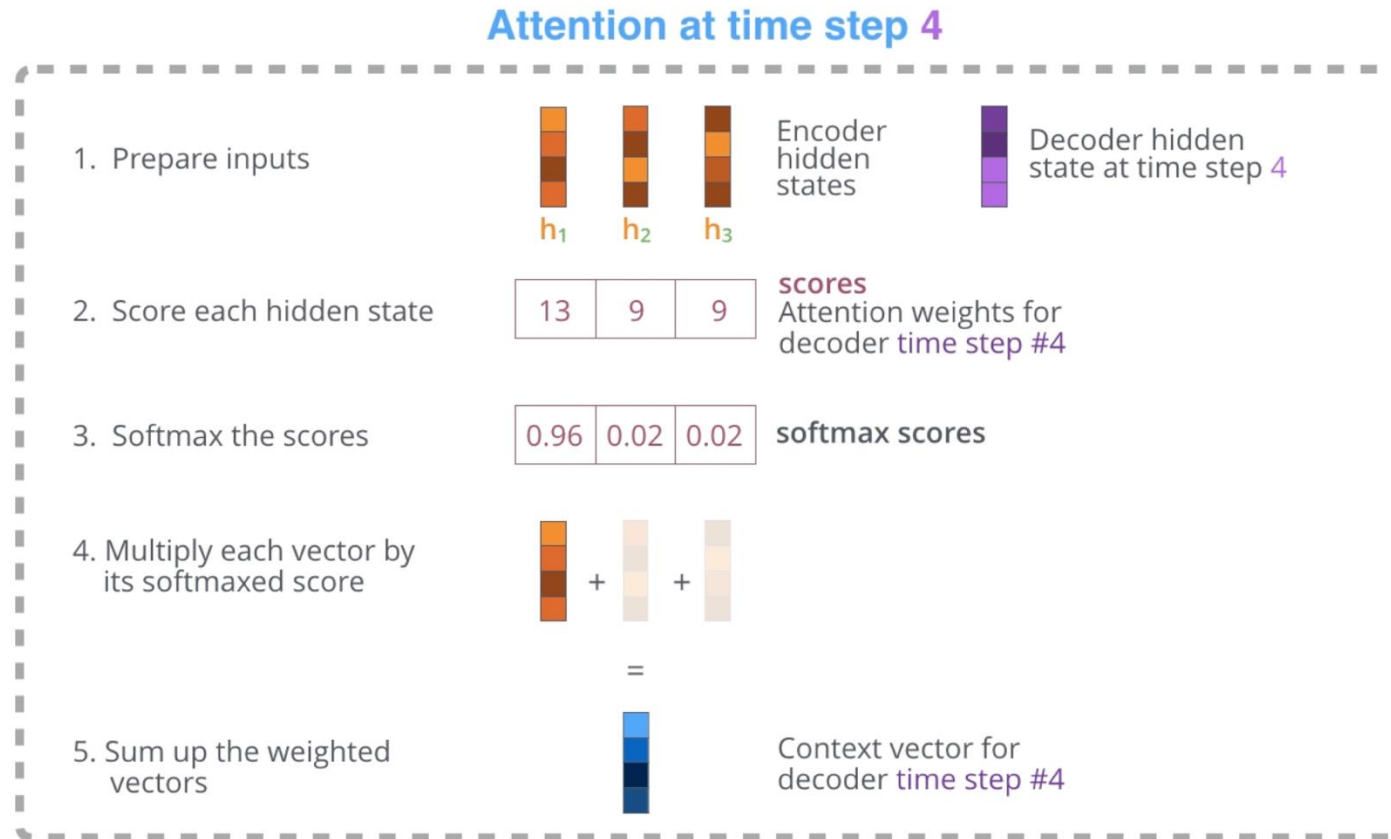 Attention at time step 4
1. Prepare inputs
Encoder
hidden
states
Decoder hidden
state at time step 4
h₁ h₂ h₃
2. Score each hidden state
13 9 9
scores
Attention weights for
decoder time step #4
3. Softmax the scores
0.96 0.02 0.02
softmax scores
4. Multiply each vector by
its softmaxed score
+ +
=
5. Sum up the weighted
vectors
Context vector for
decoder time step #4